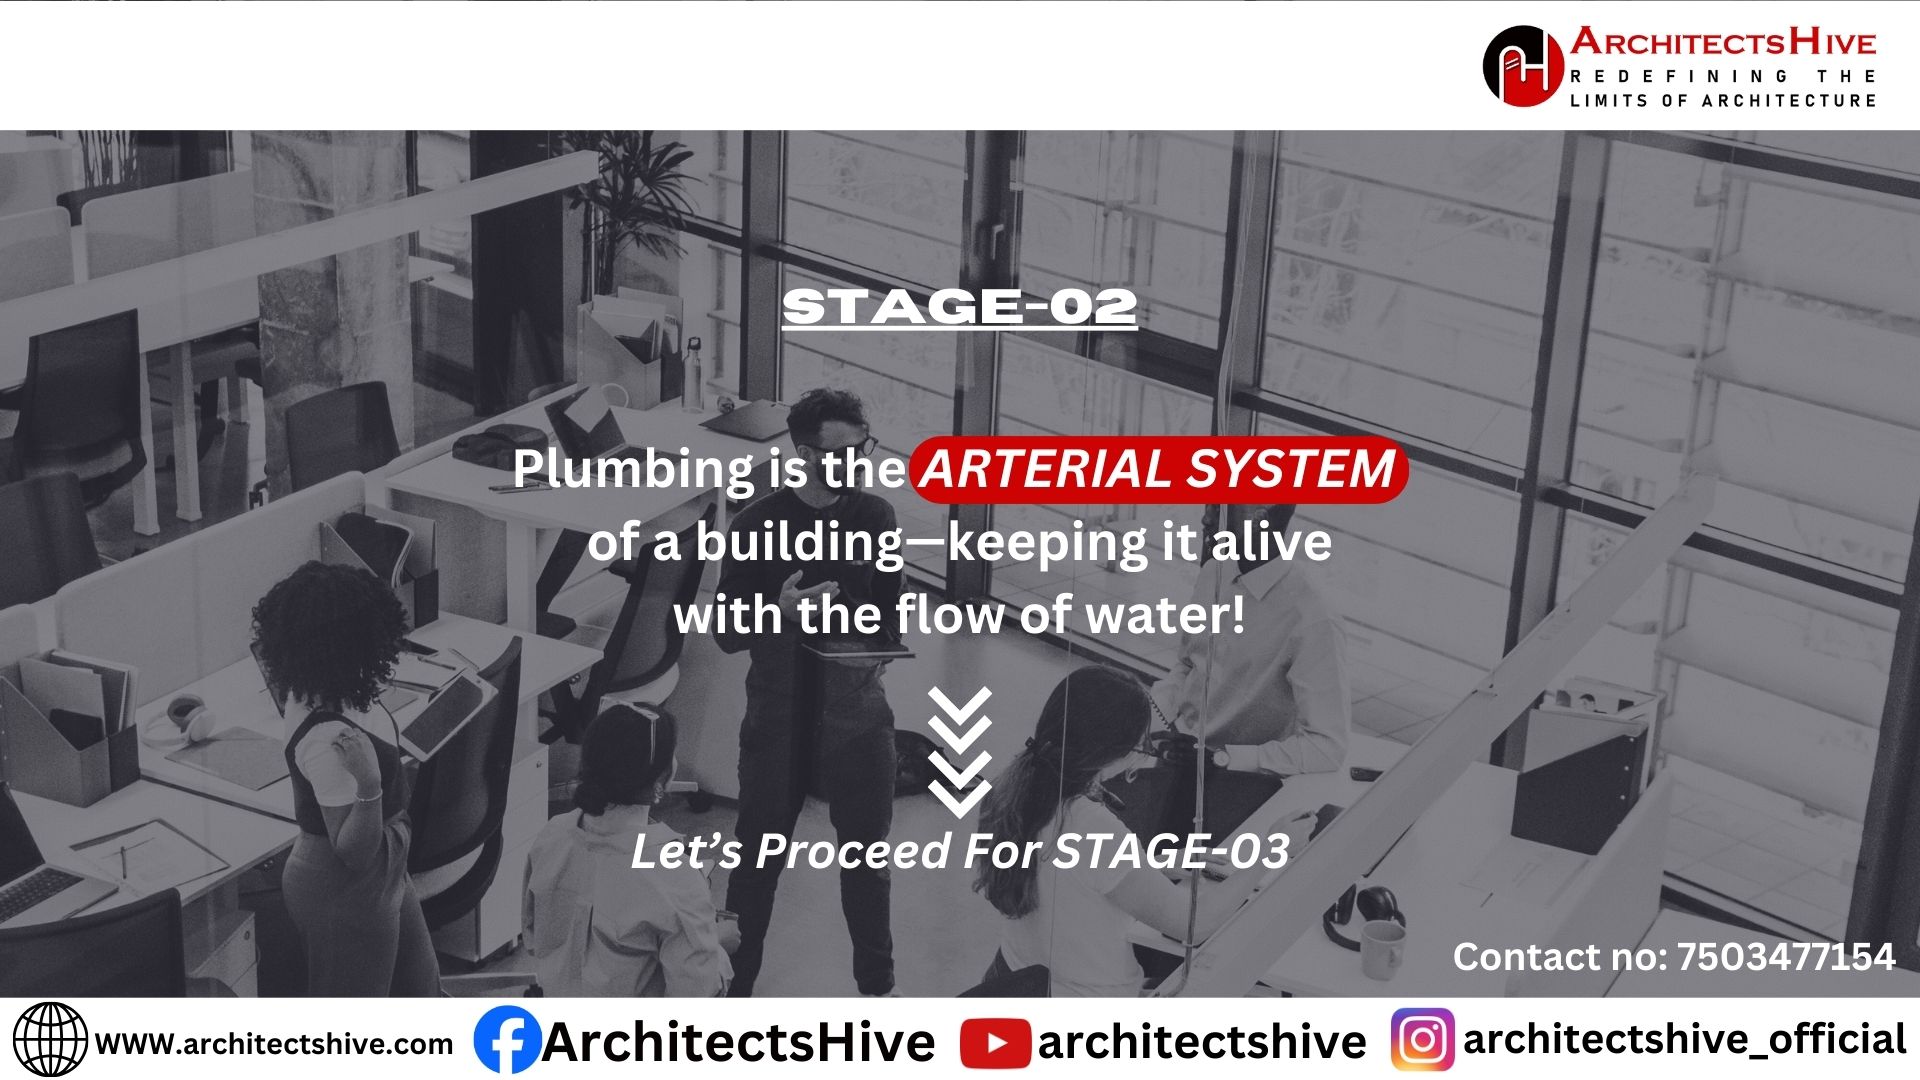 ARCHITECTSHIVE
REDEFINING THE
LIMITS OF ARCHITECTURE
STAGE-02
Plumbing is the ARTERIAL SYSTEM
of a building—keeping it alive
with the flow of water!
Let's Proceed For STAGE-03
Contact no: 7503477154
www.architectshive.com
ArchitectsHive
architectshive
architectshive_official